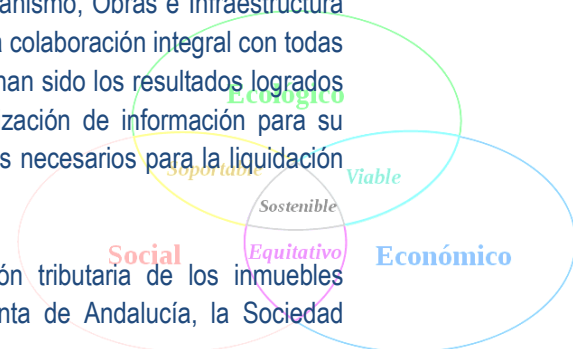 anismo, Obras e Infraestructura
colaboración integral con todas
han sido los resultados logrados
Ecológico
ización de información para su
s necesarios para la liquidación
Soportable
Viable
Sostenible
Social
Equitativo
Económico
ón tributaria de los inmuebles
nta de Andalucía, la Sociedad